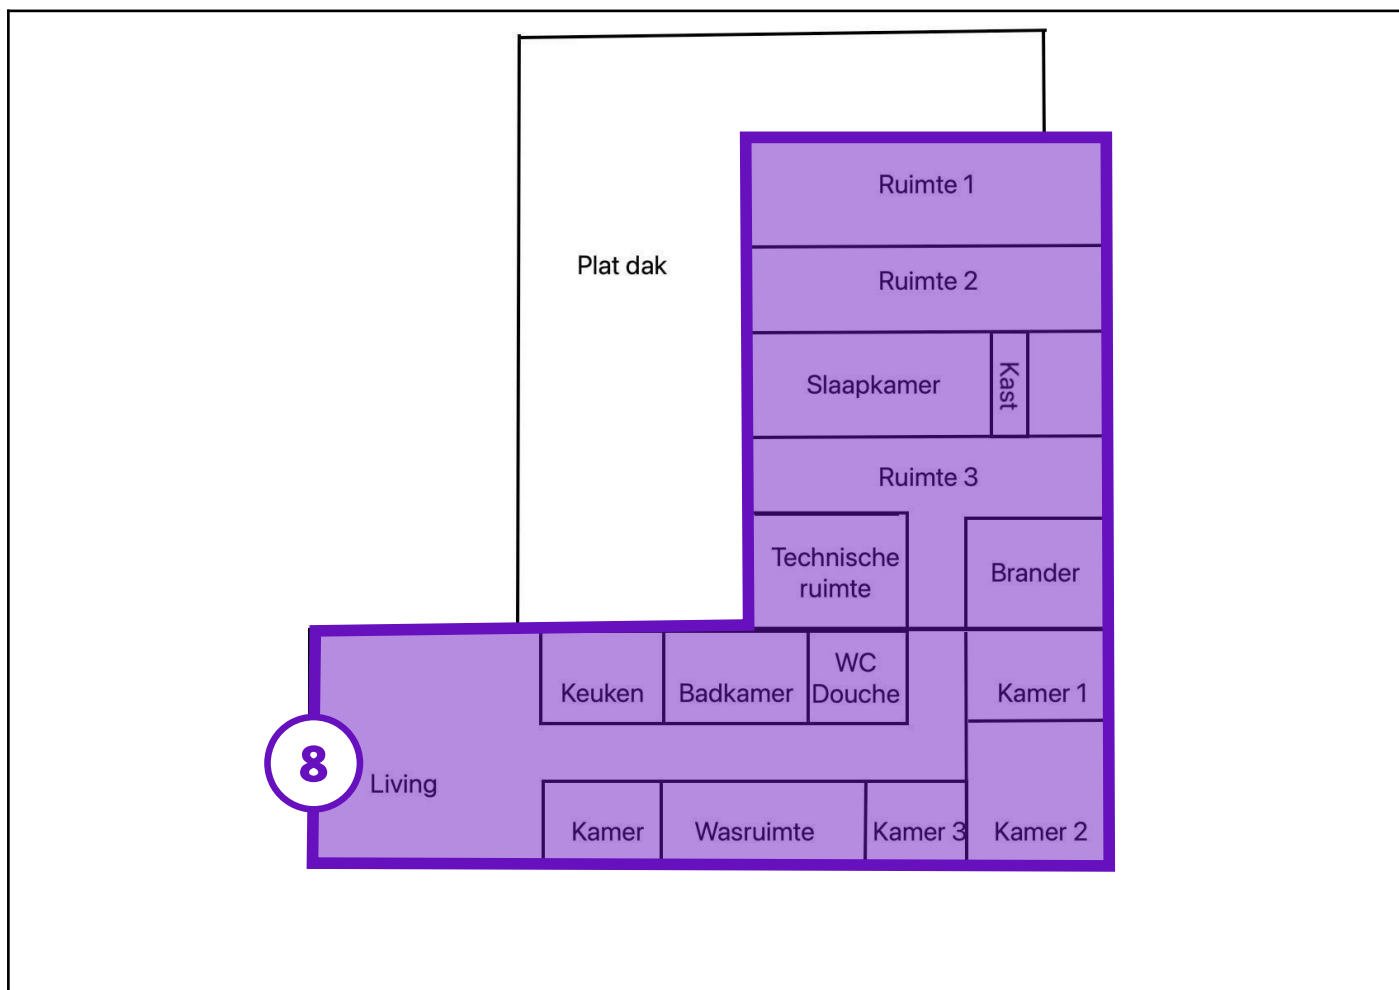 Ruimte 1
Plat dak
Ruimte 2
Slaapkamer
Kast
Ruimte 3
Technische
ruimte
Brander
Keuken
Badkamer
WC
Douche
Kamer 1
8
Living
Kamer
Wasruimte
Kamer 3
Kamer 2